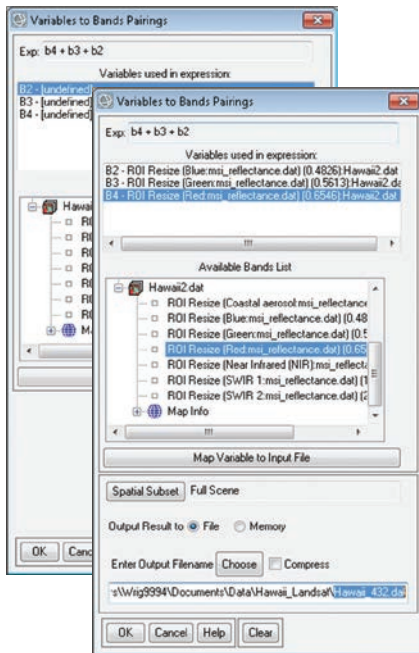 Variables to Bands Pairings
Exp: b4 + b3 + b2
Variables used in expression:
B2 - [undefined]
B3 - [undefined]
B4 - [undefined]
Hawai
OK
Variables to Bands Pairings
Exp: b4 + b3 + b2
Variables used in expression:
B2 - ROI Resize (Blue:msi_reflectance.dat) (0.4826):Hawaii2.dat
B3 - ROI Resize (Green:msi_reflectance.dat) (0.5613):Hawaii2.da
B4 - ROI Resize (Red:msi_reflectance.dat) (0.6546):Hawaii2.dat
Available Bands List
Hawaii2.dat
ROI Resize (Coastal aerosol:msi_reflectance
ROI Resize (Blue:msi_reflectance.dat) (0.48
ROI Resize (Green:msi_reflectance.dat) (0.5
ROI Resize (Red:msi_reflectance.dat) (0.65
ROI Resize (Near Infrared (NIR):msi_reflecta
ROI Resize (SWIR 1:msi_reflectance.dat) (1
ROI Resize (SWIR 2:msi_reflectance.dat) (2
Map Info
Map Variable to Input File
Spatial Subset Full Scene
Output Result to File Memory
Enter Output Filename Choose Compress
s\Wrig9994\Documents\Data\Hawaii_Landsat\Hawaii_432.da
OK Cancel Help Clear